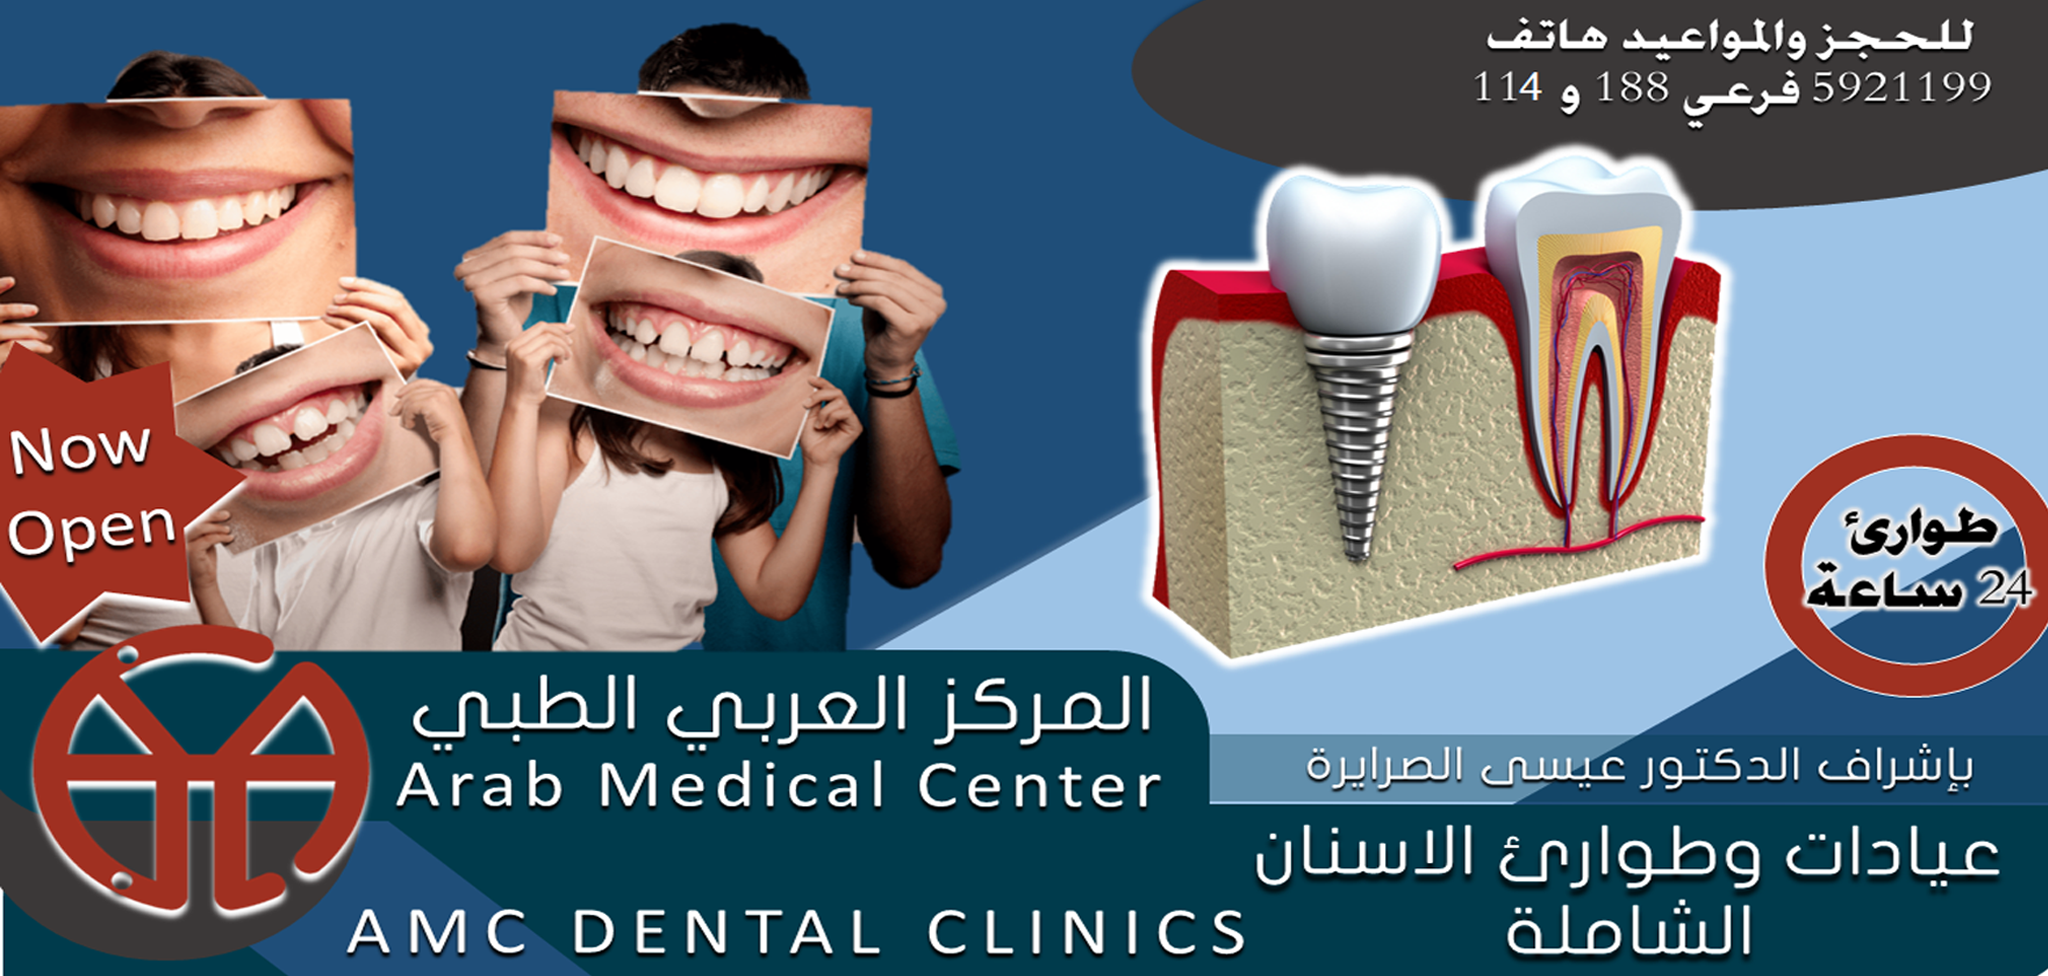 للحجز والمواعيد هاتف
5921199 فرعي 188 و 114
Now
Open
طوارئ
24 ساعة
المركز العربي الطبي
Arab Medical Center
بإشراف الدكتور عيسى الصرايرة
عيادات وطوارئ الاسنان
الشاملة
AMC DENTAL CLINICS